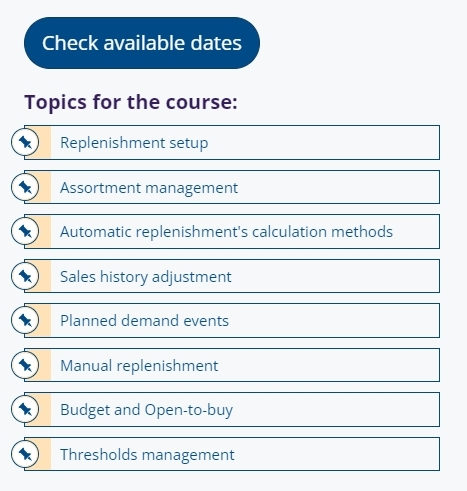 Check available dates
Topics for the course:
Replenishment setup
Assortment management
Automatic replenishment's calculation methods
Sales history adjustment
Planned demand events
Manual replenishment
Budget and Open-to-buy
Thresholds management